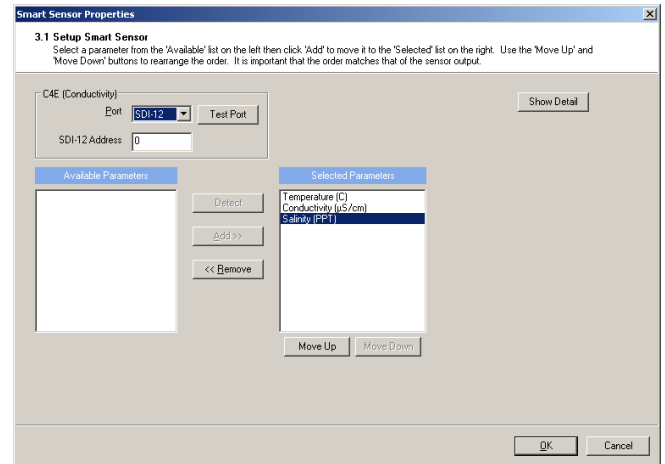 Smart Sensor Properties
3.1 Setup Smart Sensor
Select a parameter from the 'Available' list on the left then click 'Add' to move it to the 'Selected' list on the right. Use the 'Move Up' and
'Move Down' buttons to rearrange the order. It is important that the order matches that of the sensor output.
C4E (Conductivity)
Port SDI-12 Test Port
Show Detail
SDI-12 Address 0
Available Parameters
Selected Parameters
Detect
Add >>
<< Remove
Temperature (C)
Conductivity (µS/cm)
Salinity (PPT)
Move Up Move Down
OK Cancel